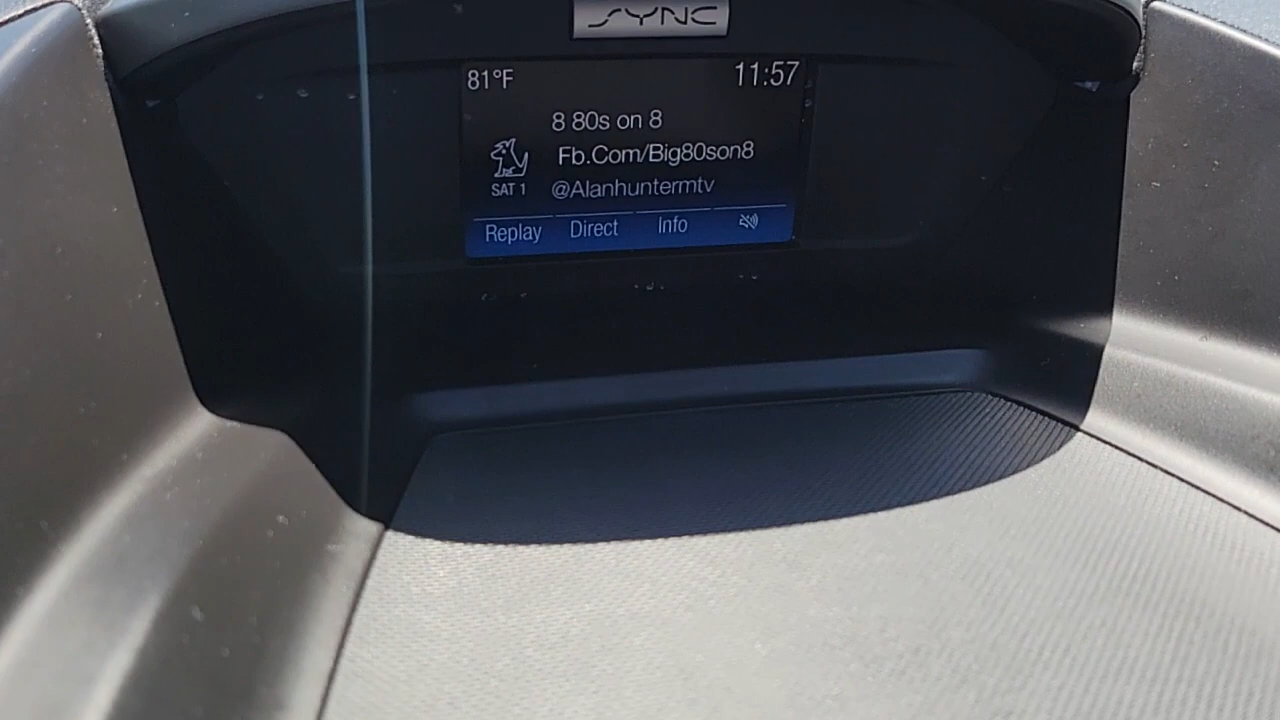 SYNC
81°F 11:57
8 80s on 8
Fb.Com/Big80son8
SAT 1 @Alanhuntermtv
Replay Direct Info